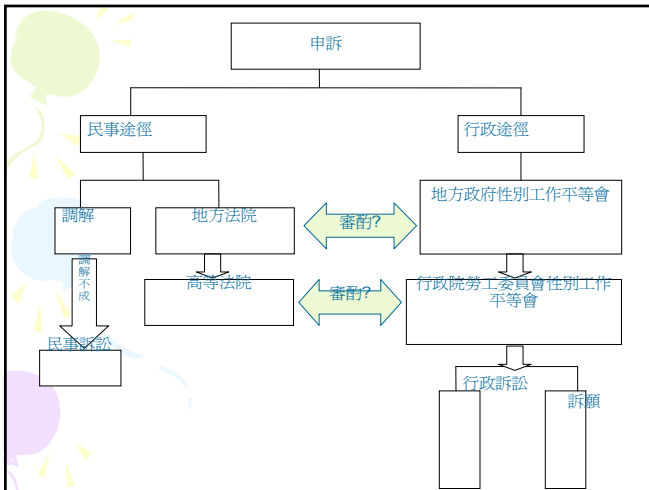 申訴
民事途徑
行政途徑
地方政府性別工作平等會
調解
地方法院
審酌?
調解不成
高等法院
審酌?
行政院勞工委員會性別工作
平等會
民事訴訟
行政訴訟
訴願